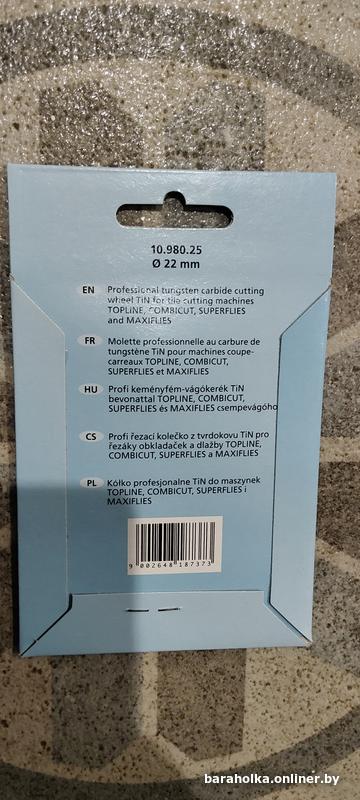 10.980.25
Ø 22 mm
EN Professional tungsten carbide cutting
wheel TiN for tile cutting machines
TOPLINE, COMBICUT, SUPERFLIES
and MAXIFLIES
FR Molette professionnelle au carbure de
tungstène TiN pour machines coupe-
carreaux TOPLINE, COMBICUT,
SUPERFLIES et MAXIFLIES
HU Profi keményfém-vágókerék TiN
bevonattal TOPLINE, COMBICUT,
SUPERFLIES és MAXIFLIES csempevágóho
CS Profi řezací kolečko z tvrdokovu TiN pro
řezáky obkladaček a dlažby TOPLINE,
COMBICUT, SUPERFLIES a MAXIFLIES
PL Kółko profesjonalne TiN do maszynek
TOPLINE, COMBICUT, SUPERFLIES i
MAXIFLIES
9 002648 187373
baraholka.onliner.by